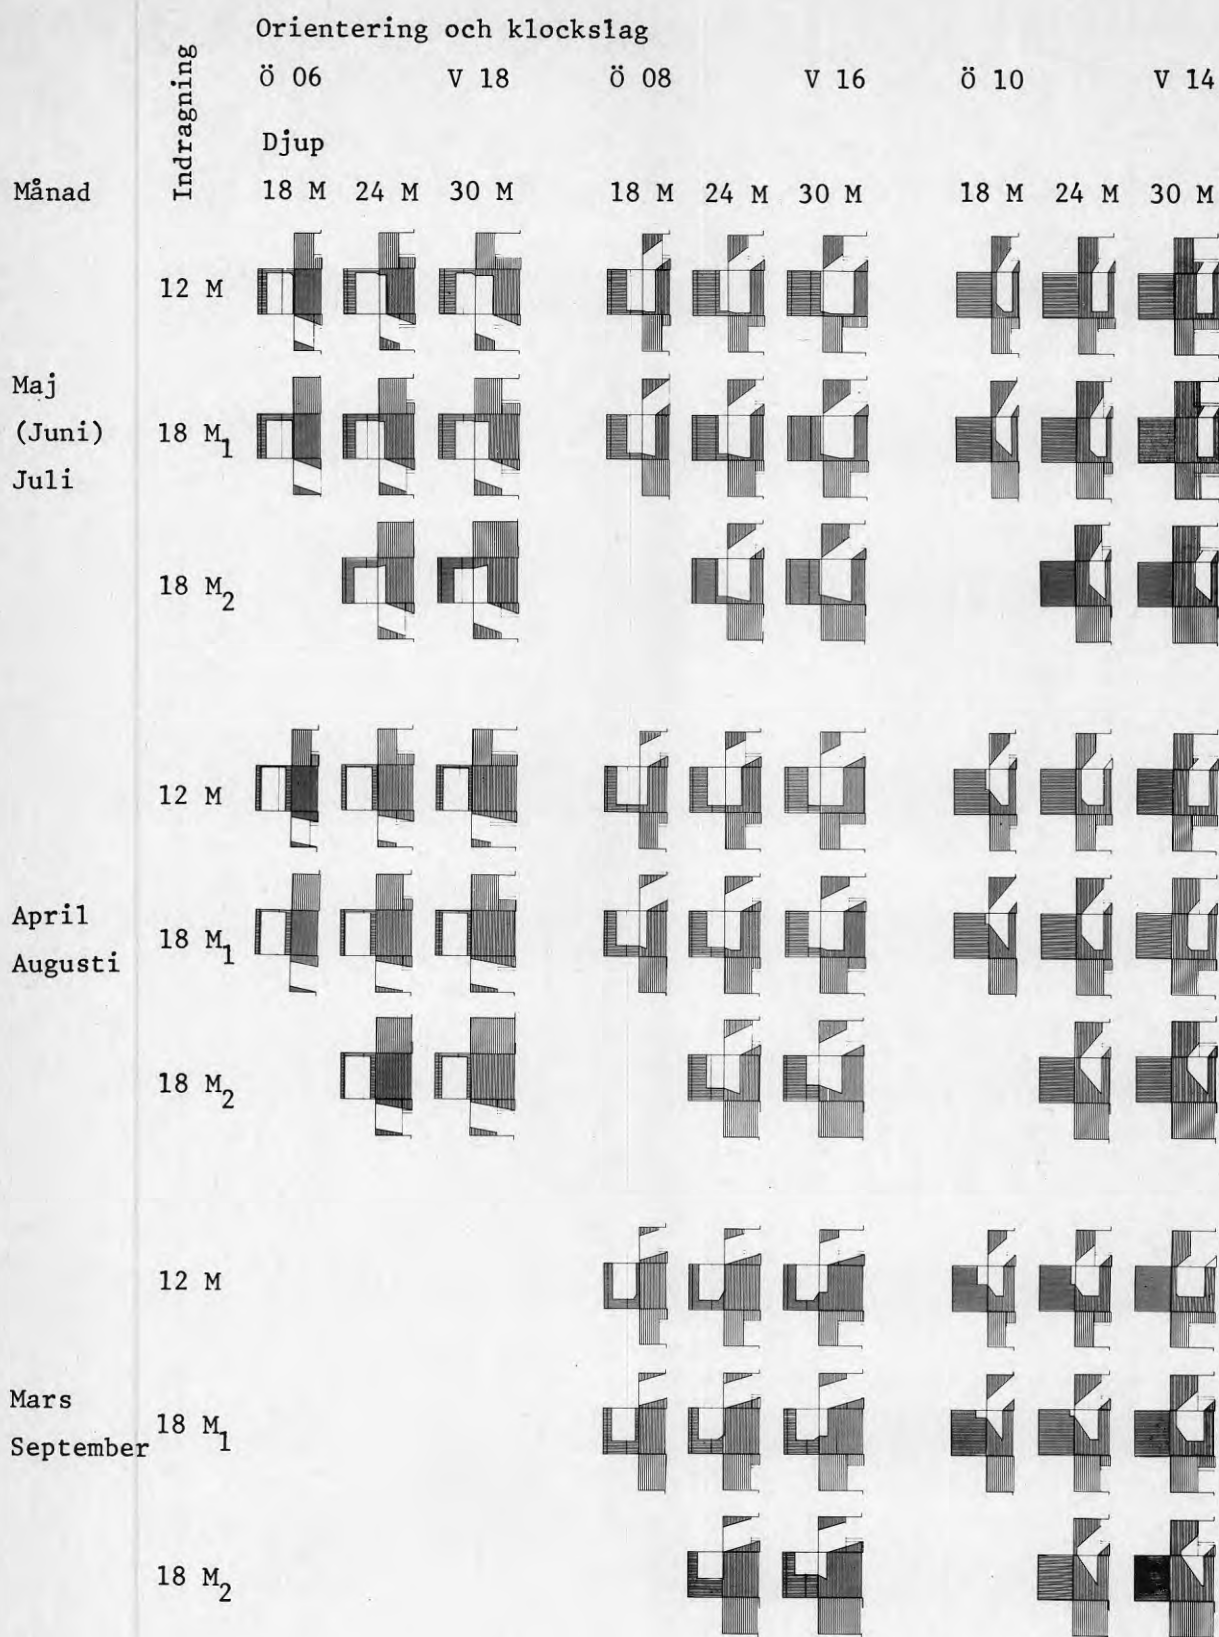 Orientering och klockslag
Indragning
Ö 06 V 18 Ö 08 V 16 Ö 10 V 14
Djup
Månad 18 M 24 M 30 M 18 M 24 M 30 M 18 M 24 M 30 M
12 M
Maj
(Juni) 18 M1
Juli
18 M2
12 M
April
18 M1
Augusti
18 M2
12 M
Mars
18 M1
September
18 M2